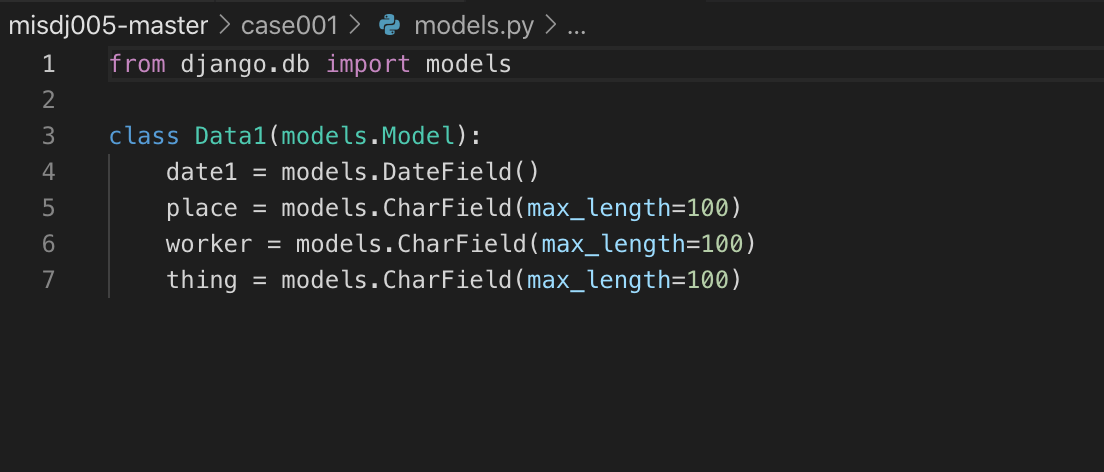 misdj005-master > case001 > models.py > ...
1 from django.db import models
2
3 class Data1(models.Model):
4     date1 = models.DateField()
5     place = models.CharField(max_length=100)
6     worker = models.CharField(max_length=100)
7     thing = models.CharField(max_length=100)